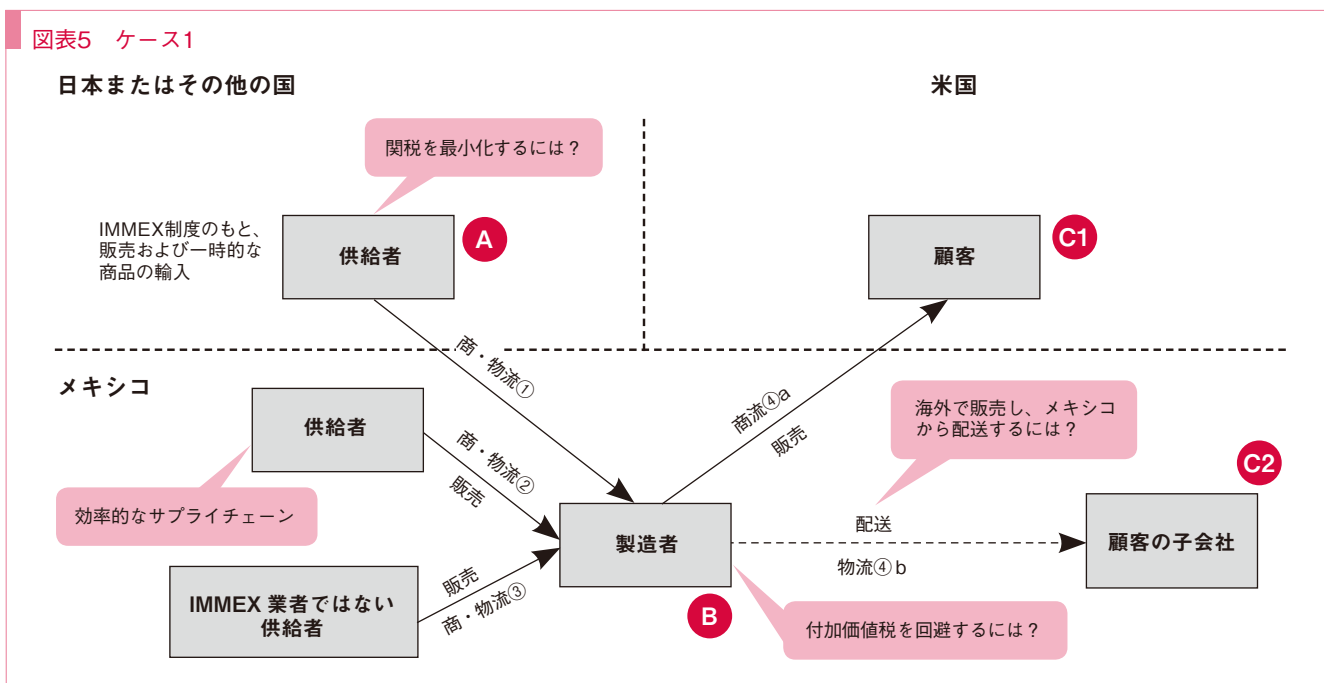 図表5 ケース1
日本またはその他の国
米国
関税を最小化するには？
IMMEX制度のもと、
販売および一時的な
商品の輸入
供給者
A
顧客
C1
商・物流①
メキシコ
供給者
商・物流②
販売
効率的なサプライチェーン
商流④a
販売
海外で販売し、メキシコ
から配送するには？
C2
製造者
配送
物流④b
顧客の子会社
IMMEX 業者ではない
供給者
販売
商・物流③
B
付加価値税を回避するには？